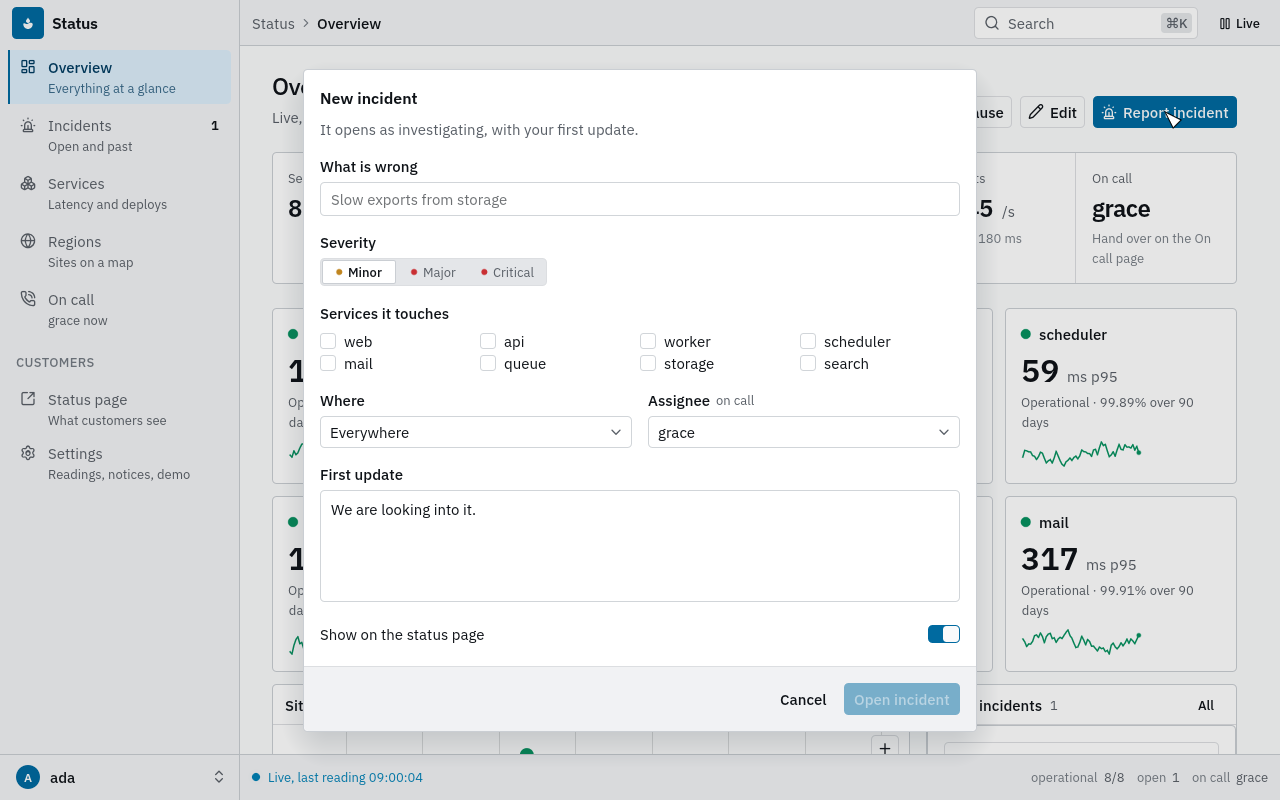 Status
Status > Overview
Search ⌘K
Live
Overview
Everything at a glance
Incidents 1
Open and past
Services
Latency and deploys
Regions
Sites on a map
On call
grace now
CUSTOMERS
Status page
What customers see
Settings
Readings, notices, demo
Live,
Edit
Report incident
New incident
It opens as investigating, with your first update.
What is wrong
Slow exports from storage
Severity
Minor Major Critical
Services it touches
web api worker scheduler
mail queue storage search
Where
Everywhere
Assignee on call
grace
First update
We are looking into it.
Show on the status page
Cancel Open incident
/s
180 ms
On call
grace
Hand over on the On
call page
scheduler
59 ms p95
Operational · 99.89% over 90
days
mail
317 ms p95
Operational · 99.91% over 90
days
incidents 1 All
+
A ada
Live, last reading 09:00:04
operational 8/8 open 1 on call grace